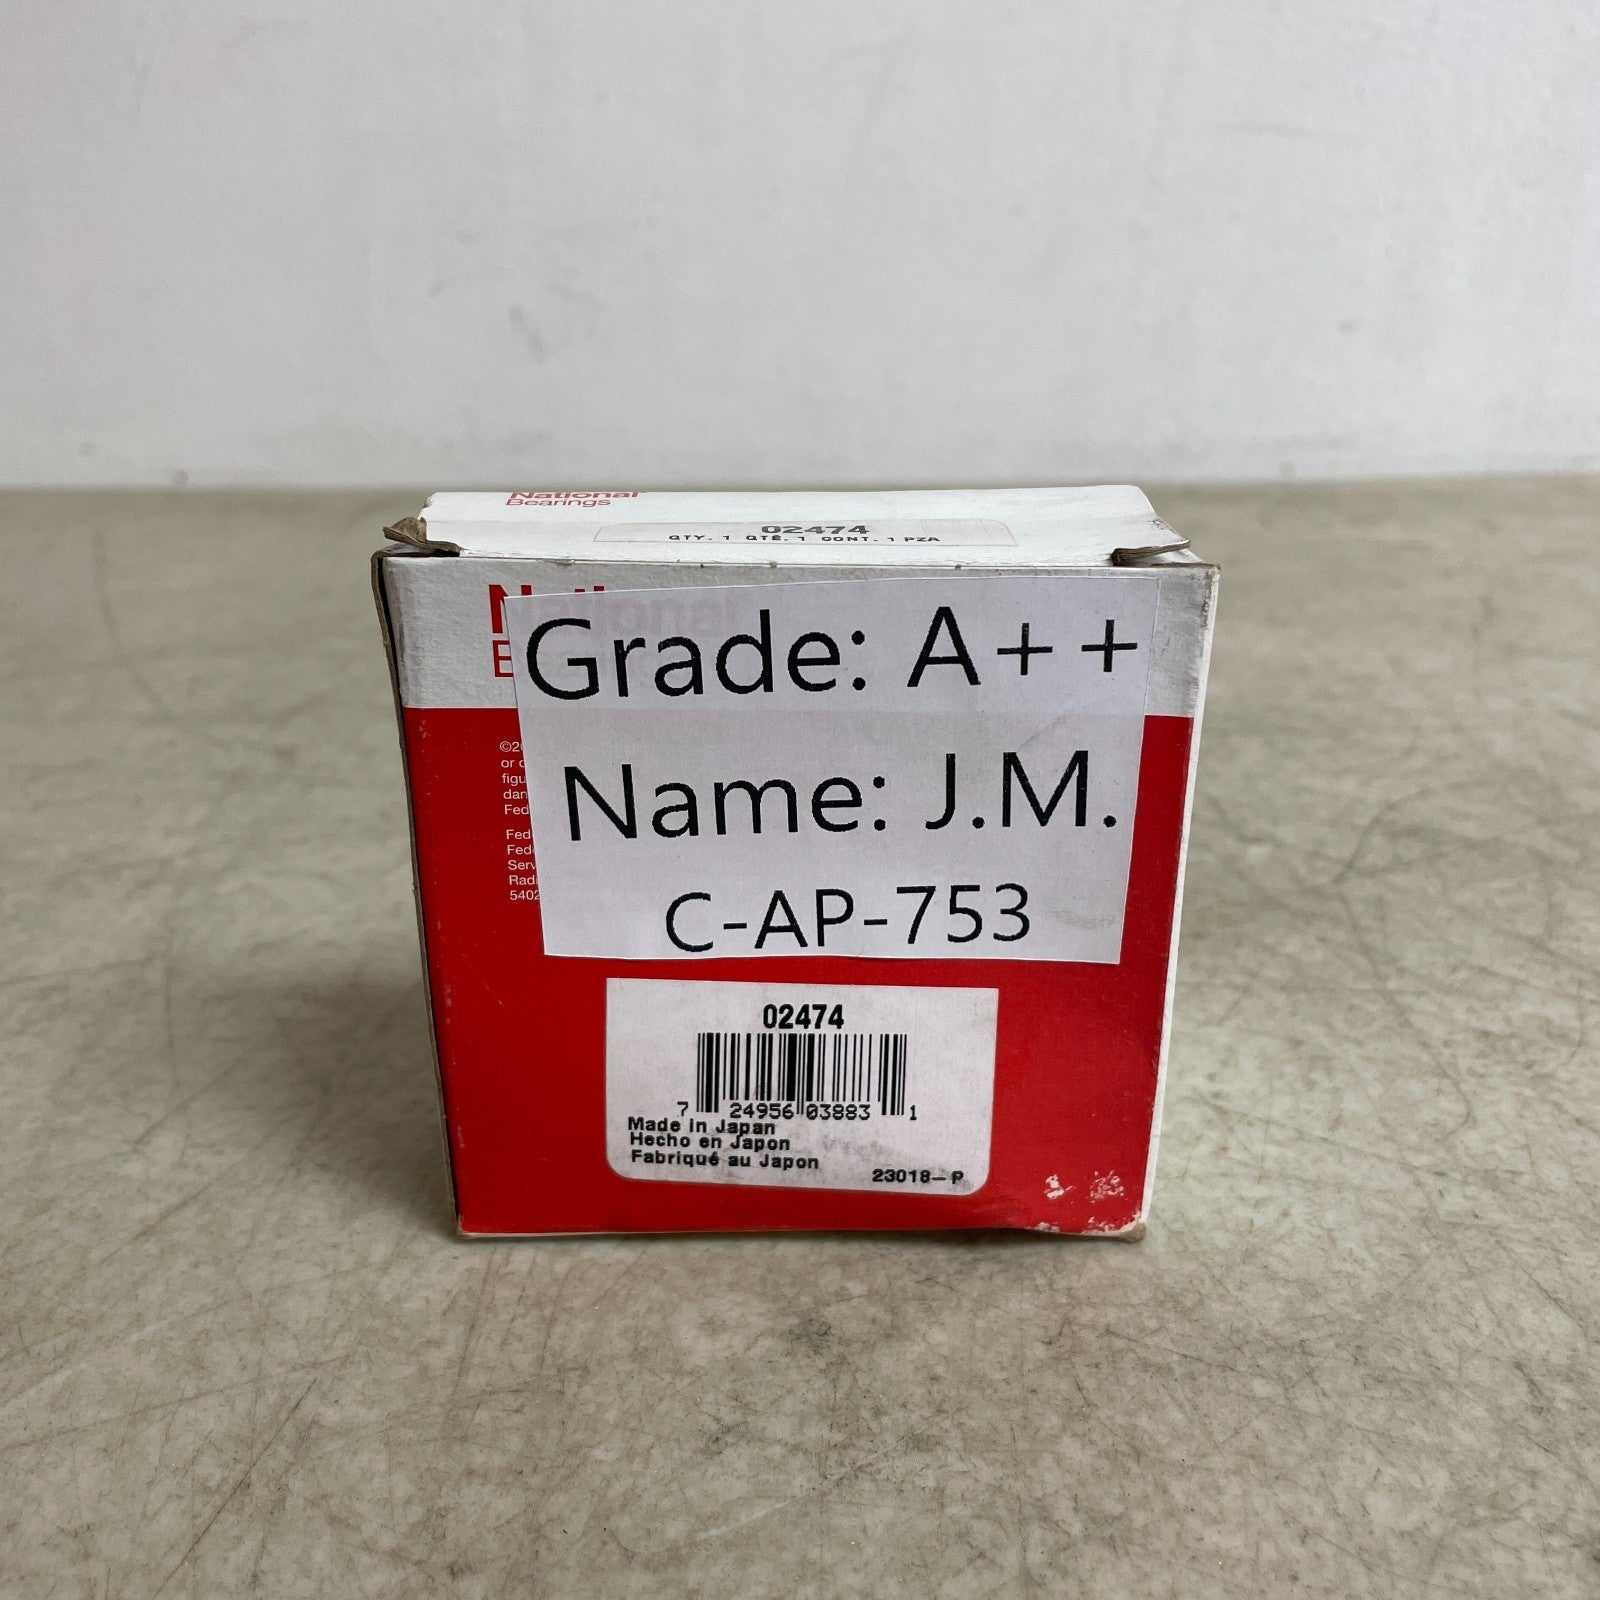 National
Bearings
02474
QTY. 1 QTÉ. 1 CONT. 1 PZA
Grade: A++
Name: J.M.
C-AP-753
02474
7 24956 03883 1
Made in Japan
Hecho en Japon
Fabriqué au Japon
23018-P